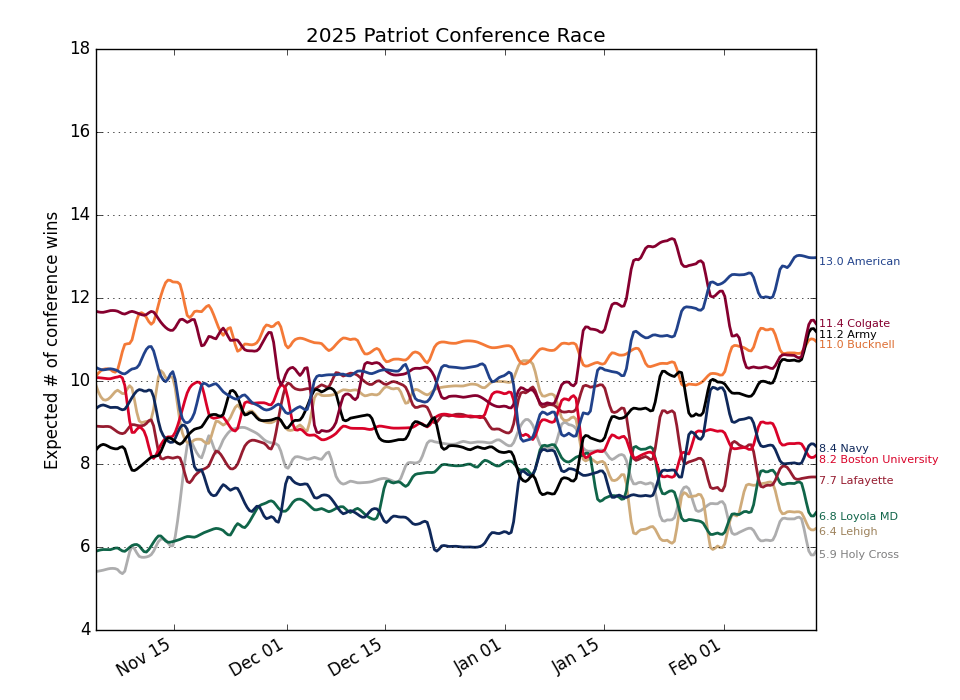 2025 Patriot Conference Race
Expected # of conference wins
18
16
14
12
10
8
6
4
Nov 15
Dec 01
Dec 15
Jan 01
Jan 15
Feb 01
13.0 American
11.4 Colgate
11.2 Army
11.0 Bucknell
8.4 Navy
8.2 Boston University
7.7 Lafayette
6.8 Loyola MD
6.4 Lehigh
5.9 Holy Cross